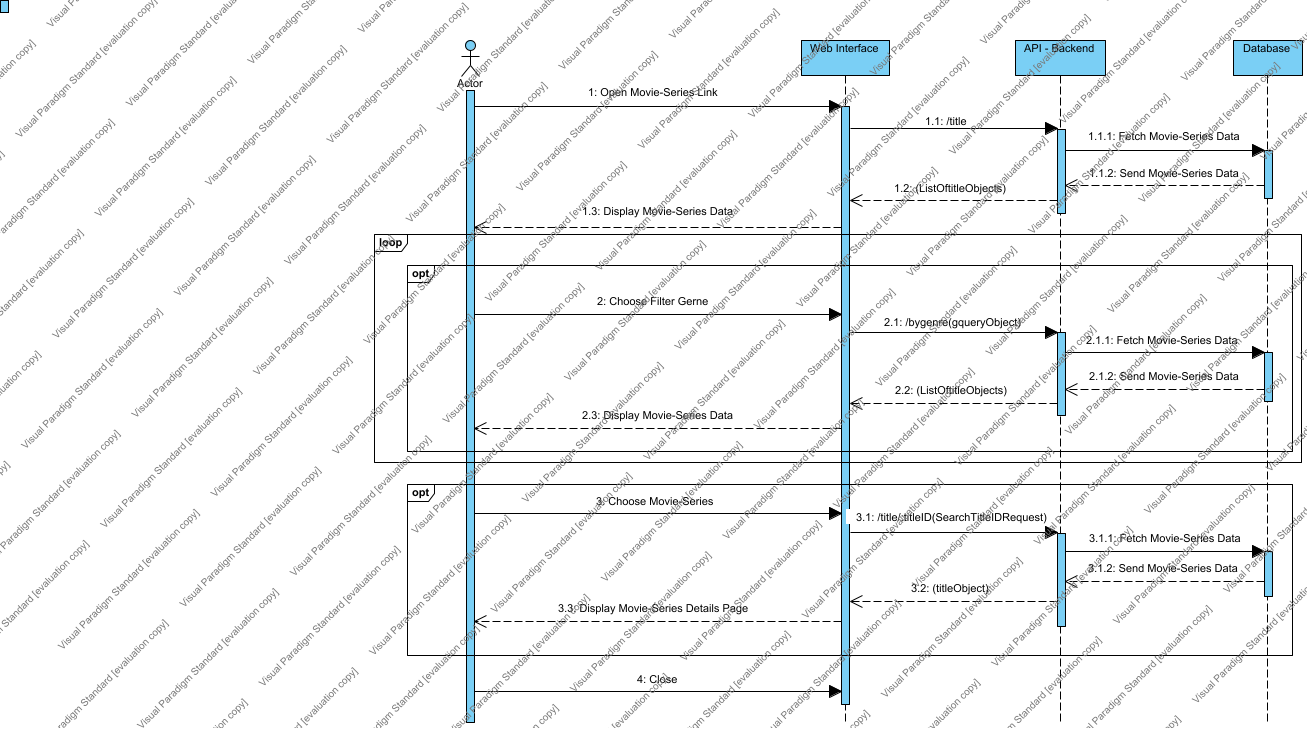 Actor
Web Interface
API - Backend
Database
1: Open Movie-Series Link
1.1: /title
1.1.1: Fetch Movie-Series Data
1.1.2: Send Movie-Series Data
1.2: (ListOftitleObjects)
1.3: Display Movie-Series Data
loop
opt
2: Choose Filter Gerne
2.1: /bygenre(gqueryObject)
2.1.1: Fetch Movie-Series Data
2.1.2: Send Movie-Series Data
2.2: (ListOftitleObjects)
2.3: Display Movie-Series Data
opt
3: Choose Movie-Series
3.1: /title/:titleID(SearchTitleIDRequest)
3.1.1: Fetch Movie-Series Data
3.1.2: Send Movie-Series Data
3.2: (titleObject)
3.3: Display Movie-Series Details Page
4: Close
Visual Paradigm Standard [evaluation copy]